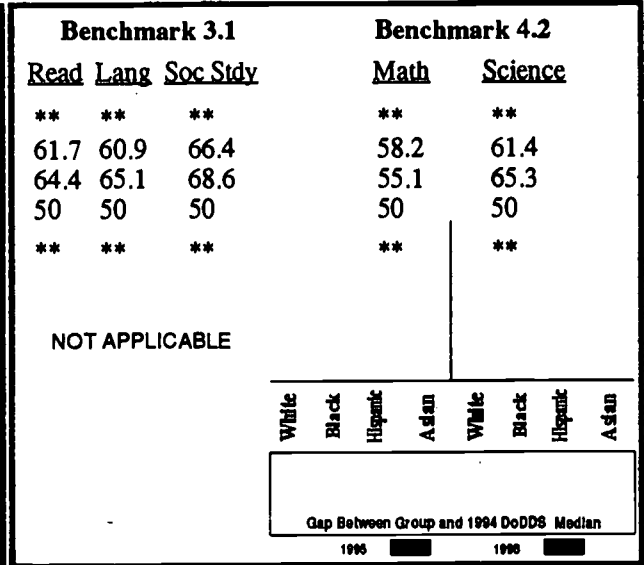 Benchmark 3.1 Benchmark 4.2
Read Lang Soc Stdy Math Science
** ** ** ** **
61.7 60.9 66.4 58.2 61.4
64.4 65.1 68.6 55.1 65.3
50 50 50 50 50
** ** ** ** **
NOT APPLICABLE
White Black Hispanic Asian White Black Hispanic Asian
Gap Between Group and 1994 DoDDS Median
1995 1996